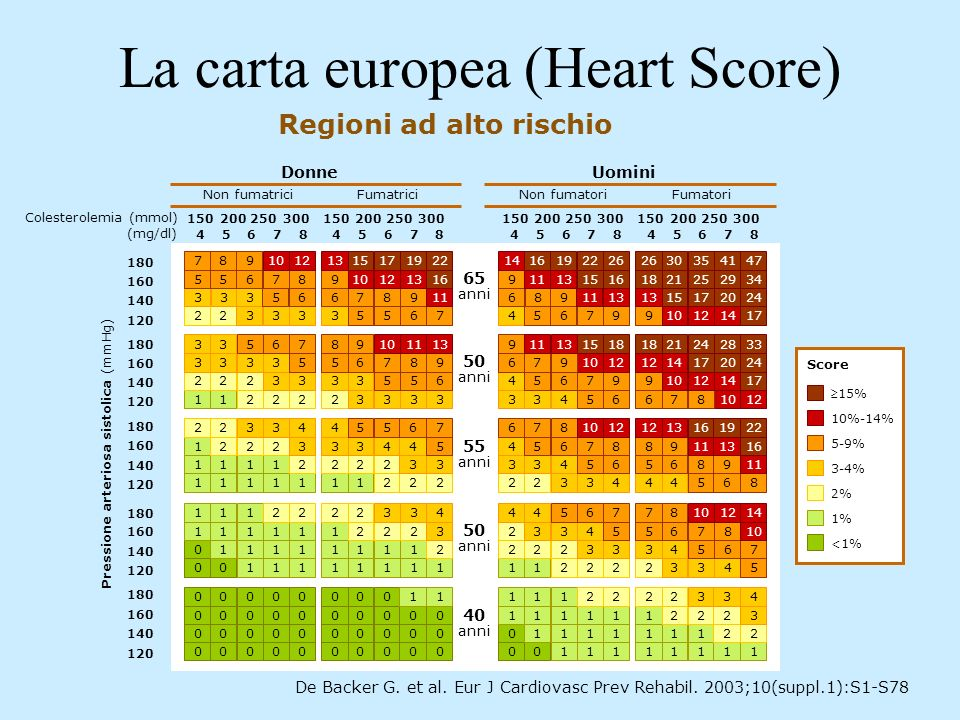 La carta europea (Heart Score)
Regioni ad alto rischio
Donne Uomini
Non fumatrici Fumatrici Non fumatori Fumatori
Colesterolemia (mmol) 150 200 250 300 150 200 250 300 150 200 250 300 150 200 250 300
(mg/dl) 4 5 6 7 8 4 5 6 7 8 4 5 6 7 8 4 5 6 7 8
Pressione arteriosa sistolica (mmHg)
180 7 8 9 10 12 13 15 17 19 22 14 16 19 22 26 26 30 35 41 47
160 5 5 6 7 8 9 10 12 13 16 9 11 13 15 16 18 21 25 29 34
140 3 3 3 5 6 6 7 8 9 11 6 8 9 11 13 13 15 17 20 24
120 2 2 3 3 3 3 5 5 6 7 4 5 6 7 9 9 10 12 14 17
65
anni
180 3 3 5 6 7 8 9 10 11 13 9 11 13 15 18 18 21 24 28 33
160 3 3 3 3 5 5 6 7 8 9 6 7 9 10 12 12 14 17 20 24
140 2 2 2 3 3 3 3 5 5 6 4 5 6 7 9 9 10 12 14 17
120 1 1 2 2 2 2 3 3 3 3 3 3 4 5 6 6 7 8 10 12
50
anni
180 2 2 3 3 4 4 5 5 6 7 6 7 8 10 12 12 13 16 19 22
160 1 2 2 2 3 3 3 4 4 5 4 5 6 7 8 8 9 11 13 16
140 1 1 1 1 2 2 2 2 3 3 3 3 4 5 6 5 6 8 9 11
120 1 1 1 1 1 1 1 2 2 2 2 2 3 3 4 4 4 5 6 8
55
anni
180 1 1 1 2 2 2 2 3 3 4 4 4 5 6 7 7 8 10 12 14
160 1 1 1 1 1 1 2 2 2 3 2 3 3 4 5 5 6 7 8 10
140 0 1 1 1 1 1 1 1 1 2 2 2 2 3 3 3 4 5 6 7
120 0 0 1 1 1 1 1 1 1 1 1 1 2 2 2 2 3 3 4 5
50
anni
180 0 0 0 0 0 0 0 0 1 1 1 1 1 2 2 2 2 3 3 4
160 0 0 0 0 0 0 0 0 0 0 1 1 1 1 1 1 2 2 2 3
140 0 0 0 0 0 0 0 0 0 0 0 1 1 1 1 1 1 1 2 2
120 0 0 0 0 0 0 0 0 0 0 0 0 1 1 1 1 1 1 1 1
40
anni
Score
≥15%
10%-14%
5-9%
3-4%
2%
1%
<1%
De Backer G. et al. Eur J Cardiovasc Prev Rehabil. 2003;10(suppl.1):S1-S78